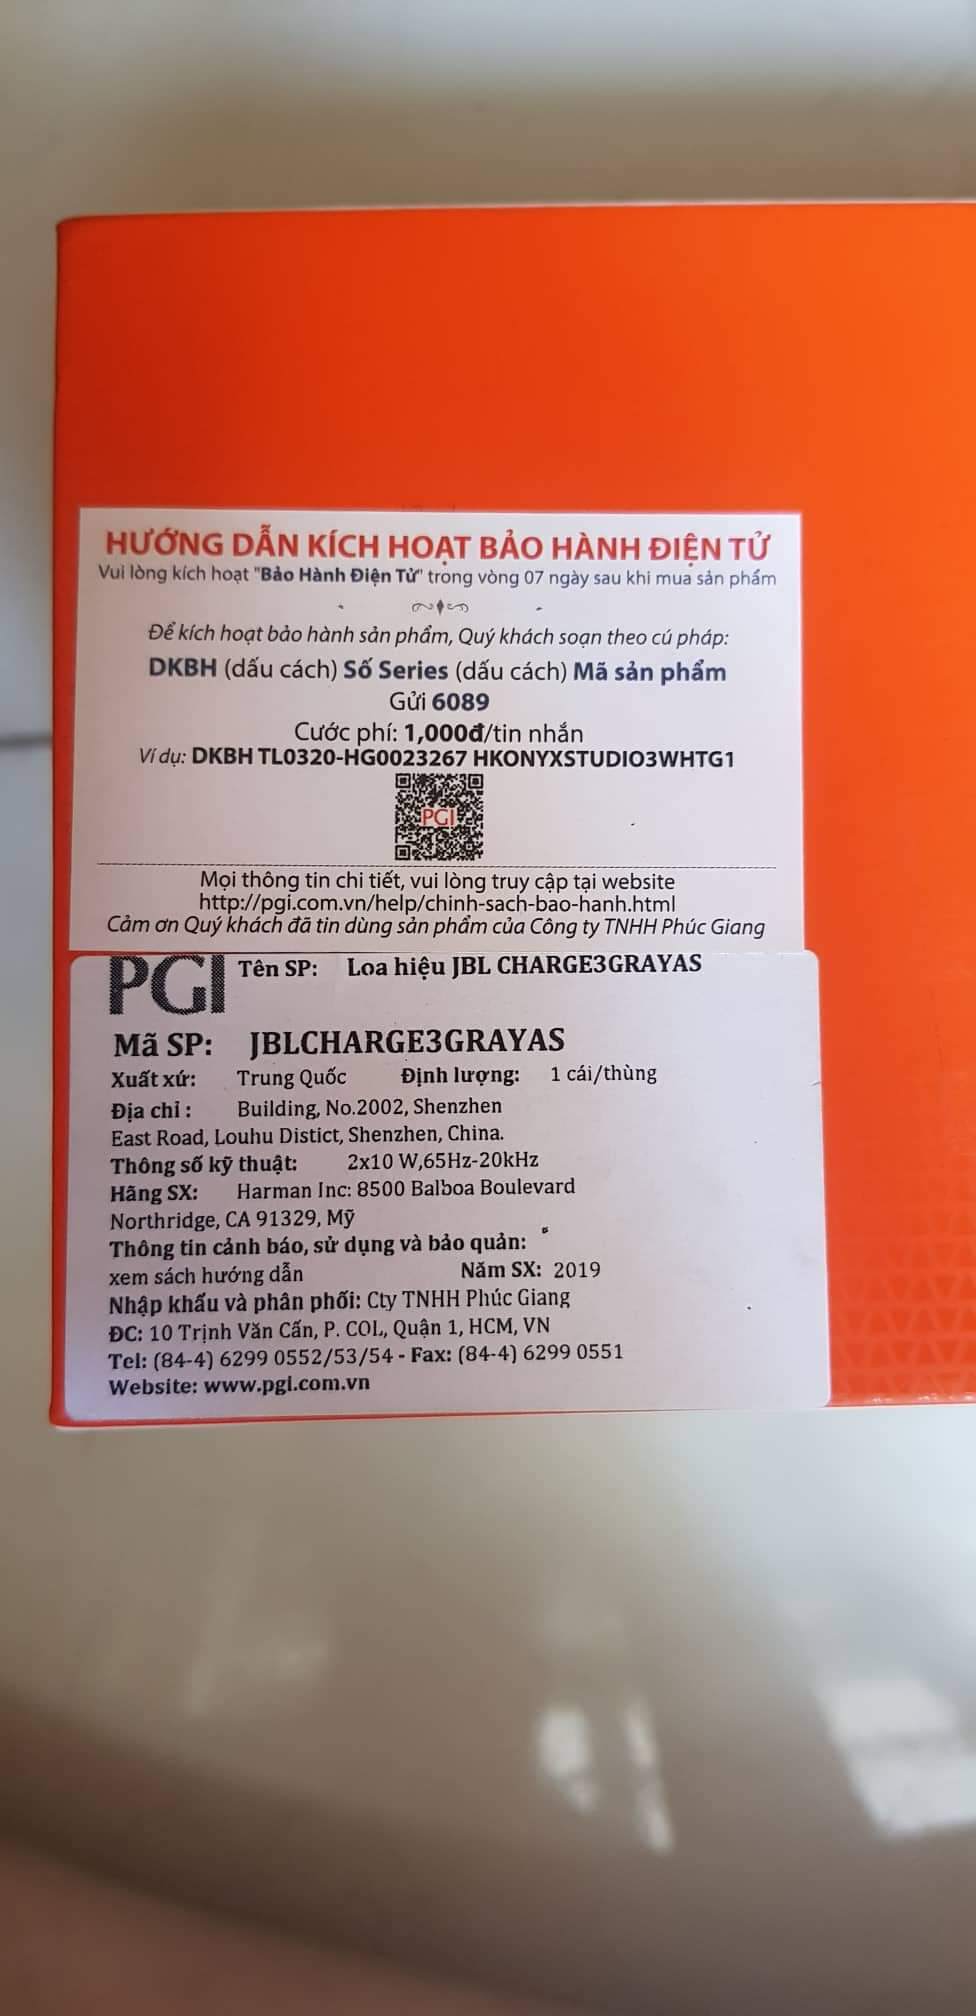 HƯỚNG DẪN KÍCH HOẠT BẢO HÀNH ĐIỆN TỬ
Vui lòng kích hoạt "Bảo Hành Điện Tử" trong vòng 07 ngày sau khi mua sản phẩm
Để kích hoạt bảo hành sản phẩm, Quý khách soạn theo cú pháp:
DKBH (dấu cách) Số Series (dấu cách) Mã sản phẩm
Gửi 6089
Cước phí: 1,000đ/tin nhắn
Ví dụ: DKBH TL0320-HG0023267 HKONYXSTUDIO3WHTG1
PGI
Mọi thông tin chi tiết, vui lòng truy cập tại website
http://pgi.com.vn/help/chinh-sach-bao-hanh.html
Cảm ơn Quý khách đã tin dùng sản phẩm của Công ty TNHH Phúc Giang
PGI Tên SP: Loa hiệu JBL CHARGE3GRAYAS
Mã SP: JBLCHARGE3GRAYAS
Xuất xứ: Trung Quốc Định lượng: 1 cái/thùng
Địa chỉ : Building, No.2002, Shenzhen
East Road, Louhu Distict, Shenzhen, China.
Thông số kỹ thuật: 2x10 W,65Hz-20kHz
Hãng SX: Harman Inc: 8500 Balboa Boulevard
Northridge, CA 91329, Mỹ
Thông tin cảnh báo, sử dụng và bảo quản:
xem sách hướng dẫn Năm SX: 2019
Nhập khẩu và phân phối: Cty TNHH Phúc Giang
ĐC: 10 Trịnh Văn Cấn, P. COL, Quận 1, HCM, VN
Tel: (84-4) 6299 0552/53/54 - Fax: (84-4) 6299 0551
Website: www.pgi.com.vn